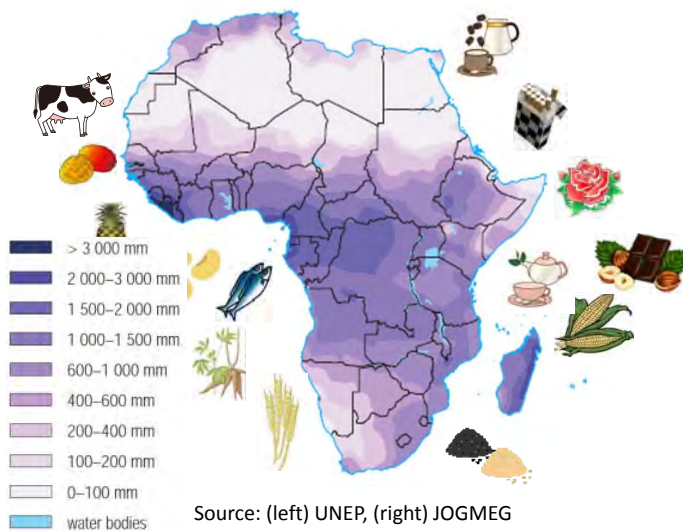 > 3 000 mm
2 000–3 000 mm
1 500–2 000 mm
1 000–1 500 mm
600–1 000 mm
400–600 mm
200–400 mm
100–200 mm
0–100 mm
water bodies
Source: (left) UNEP, (right) JOGMEG